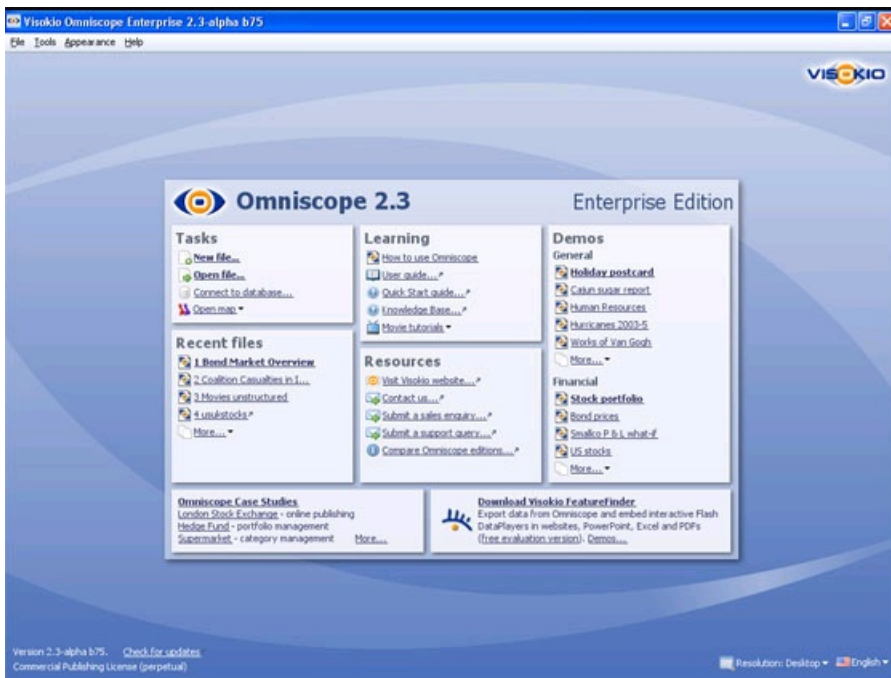 Visokio Omniscope Enterprise 2.3-alpha b75
File Tools Appearance Help
VISOKIO
Omniscope 2.3
Enterprise Edition
Tasks
New file...
Open file...
Connect to database...
Open map
Recent files
1 Bond Market Overview
2 Coalition Casualties in I...
3 Movies unstructured
4 usukstocks
More...
Learning
How to use Omniscope
User guide...
Quick Start guide...
Knowledge Base...
Movie tutorials
Resources
Visit Visokio website...
Contact us...
Submit a sales enquiry...
Submit a support query...
Compare Omniscope editions...
Demos
General
Holiday postcard
Cajun sugar report
Human Resources
Hurricanes 2003-5
Works of Van Gogh
More...
Financial
Stock portfolio
Bond prices
Smallco P & L what-if
US stocks
More...
Omniscope Case Studies
London Stock Exchange - online publishing
Hedge Fund - portfolio management
Supermarket - category management More...
Download Visokio FeatureFinder
Export data from Omniscope and embed interactive Flash
DataPlayers in websites, PowerPoint, Excel and PDFs
(free evaluation version). Demos...
Version 2.3-alpha b75. Check for updates
Commercial Publishing License (perpetual)
Resolution: Desktop English